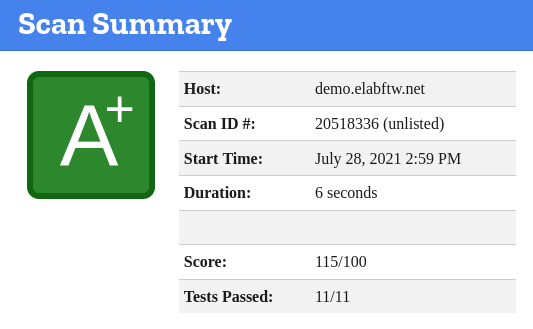 Scan Summary
A+
Host: demo.elabftw.net
Scan ID #: 20518336 (unlisted)
Start Time: July 28, 2021 2:59 PM
Duration: 6 seconds
Score: 115/100
Tests Passed: 11/11